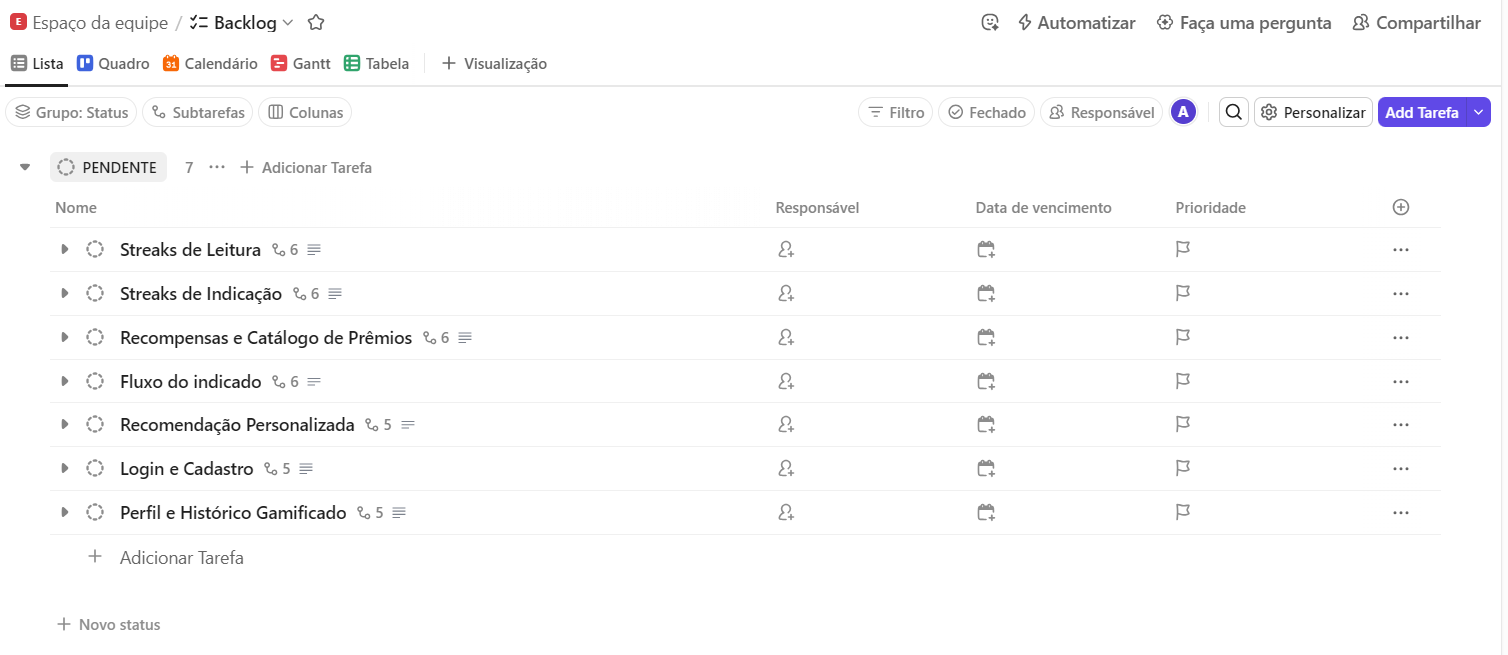 E Espaço da equipe / Backlog
Automatizar Faça uma pergunta Compartilhar
Lista Quadro 31 Calendário Gantt Tabela + Visualização
Grupo: Status Subtarefas Colunas Filtro Fechado Responsável A Personalizar Add Tarefa
PENDENTE 7 ... + Adicionar Tarefa
Nome Responsável Data de vencimento Prioridade
Streaks de Leitura 6
Streaks de Indicação 6
Recompensas e Catálogo de Prêmios 6
Fluxo do indicado 6
Recomendação Personalizada 5
Login e Cadastro 5
Perfil e Histórico Gamificado 5
+ Adicionar Tarefa
+ Novo status